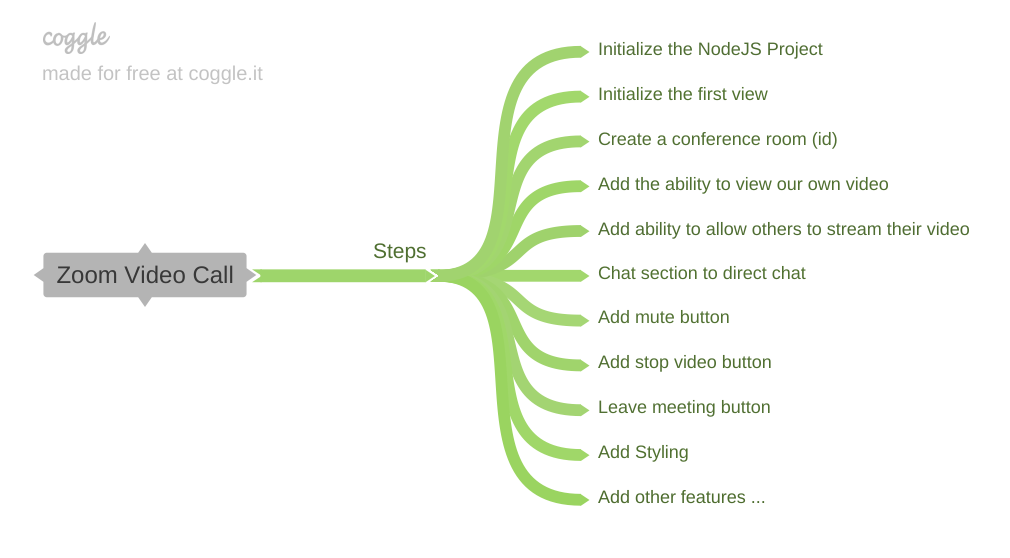 coggle
made for free at coggle.it
Zoom Video Call
Steps
Initialize the NodeJS Project
Initialize the first view
Create a conference room (id)
Add the ability to view our own video
Add ability to allow others to stream their video
Chat section to direct chat
Add mute button
Add stop video button
Leave meeting button
Add Styling
Add other features ...